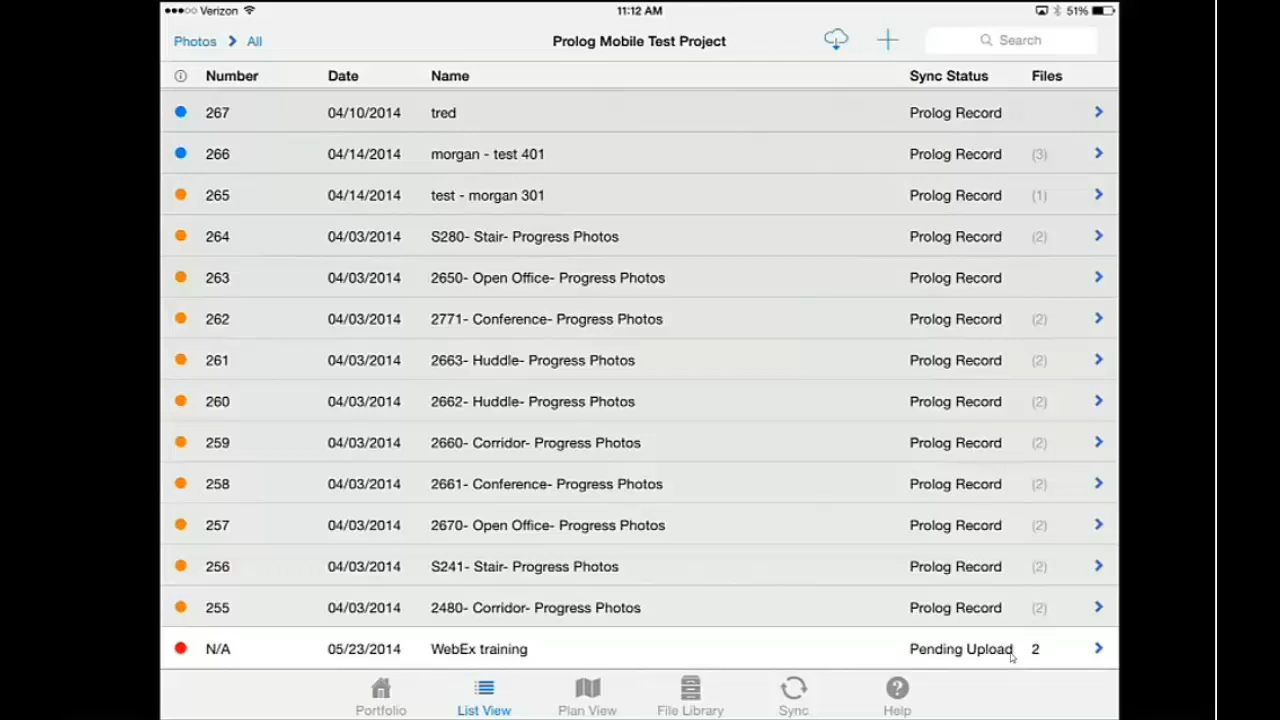 Verizon 11:12 AM 51%
Photos All Prolog Mobile Test Project Search
Number Date Name Sync Status Files
267 04/10/2014 tred Prolog Record
266 04/14/2014 morgan - test 401 Prolog Record (3)
265 04/14/2014 test - morgan 301 Prolog Record (1)
264 04/03/2014 S280- Stair- Progress Photos Prolog Record (2)
263 04/03/2014 2650- Open Office- Progress Photos Prolog Record
262 04/03/2014 2771- Conference- Progress Photos Prolog Record (2)
261 04/03/2014 2663- Huddle- Progress Photos Prolog Record (2)
260 04/03/2014 2662- Huddle- Progress Photos Prolog Record (2)
259 04/03/2014 2660- Corridor- Progress Photos Prolog Record (2)
258 04/03/2014 2661- Conference- Progress Photos Prolog Record (2)
257 04/03/2014 2670- Open Office- Progress Photos Prolog Record (2)
256 04/03/2014 S241- Stair- Progress Photos Prolog Record (2)
255 04/03/2014 2480- Corridor- Progress Photos Prolog Record (2)
N/A 05/23/2014 WebEx training Pending Upload 2
Portfolio List View Plan View File Library Sync Help